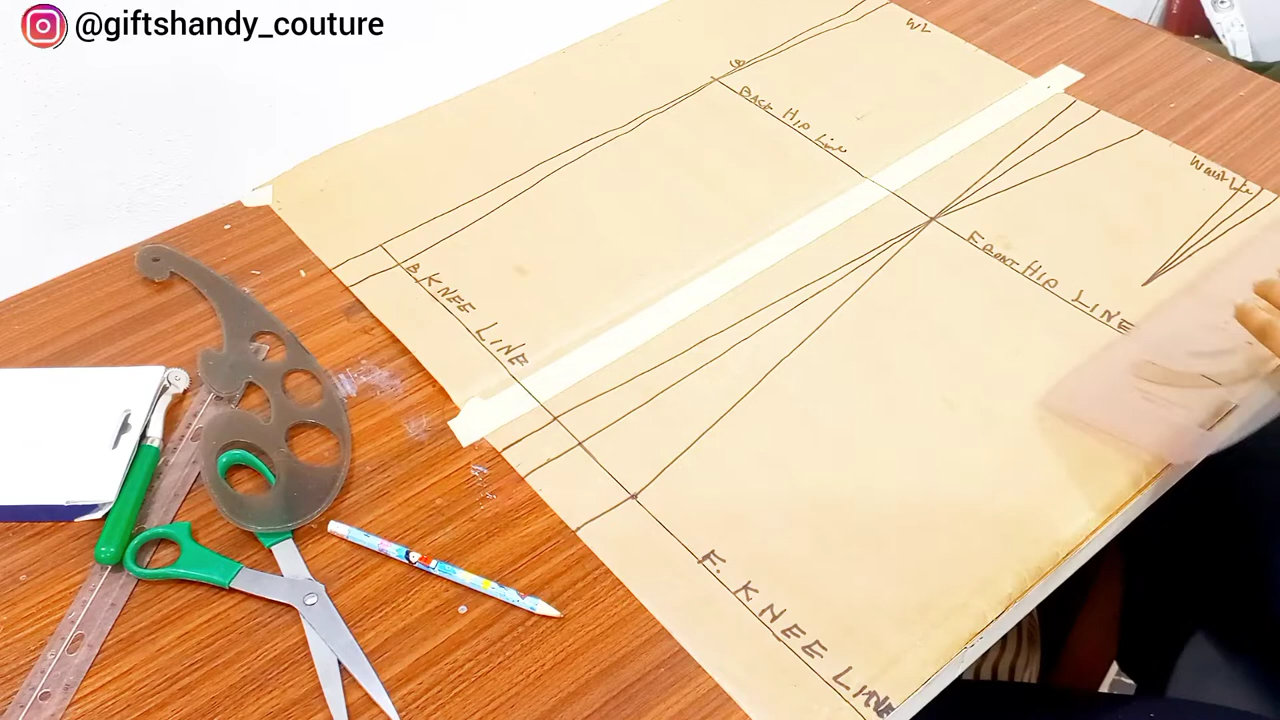 @giftshandy_couture
WL
B
BACK HIP Line
Waist Line
FRONT HIP LINE
B. KNEE LINE
F. KNEE LINE